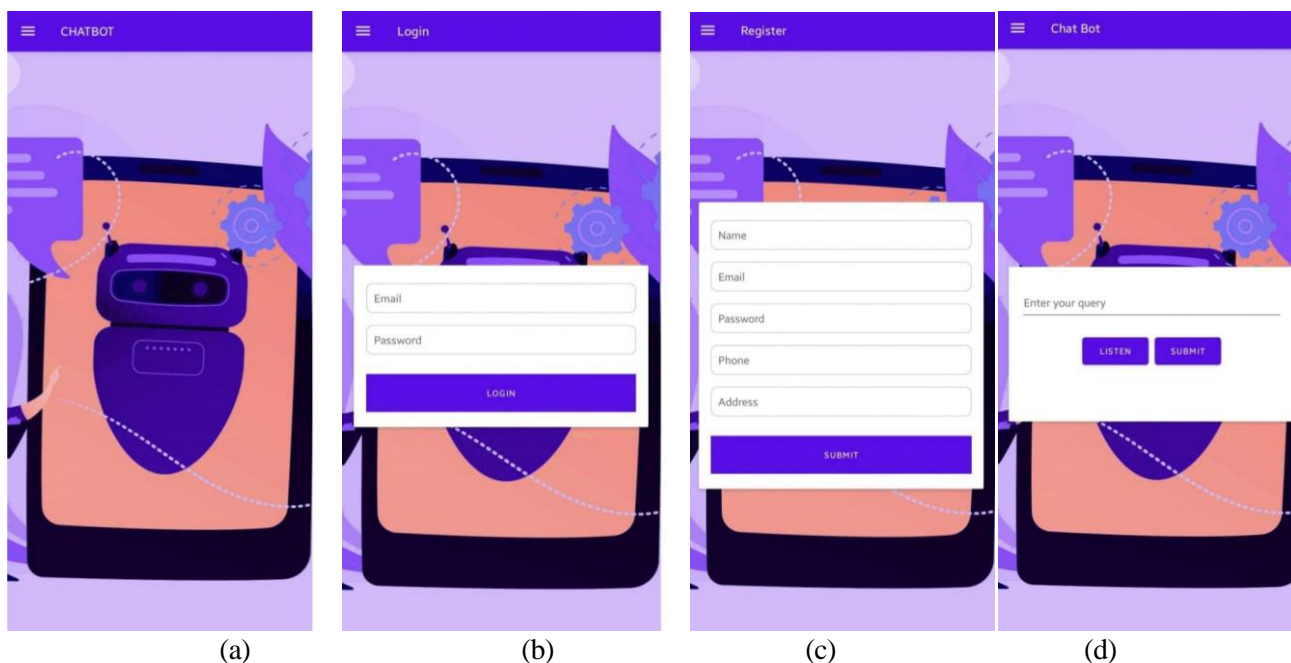 CHATBOT
Login
Email
Password
LOGIN
Register
Name
Email
Password
Phone
Address
SUBMIT
Chat Bot
Enter your query
LISTEN SUBMIT
(a) (b) (c) (d)